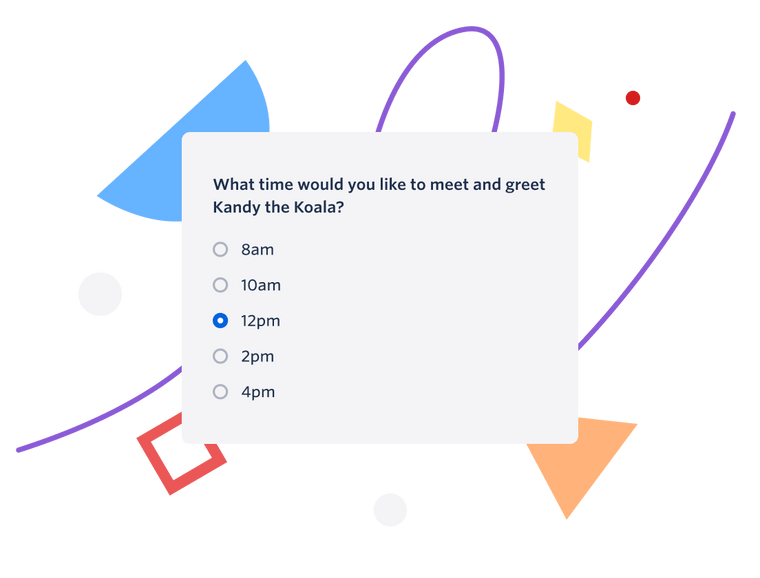 What time would you like to meet and greet
Kandy the Koala?
8am
10am
12pm
2pm
4pm